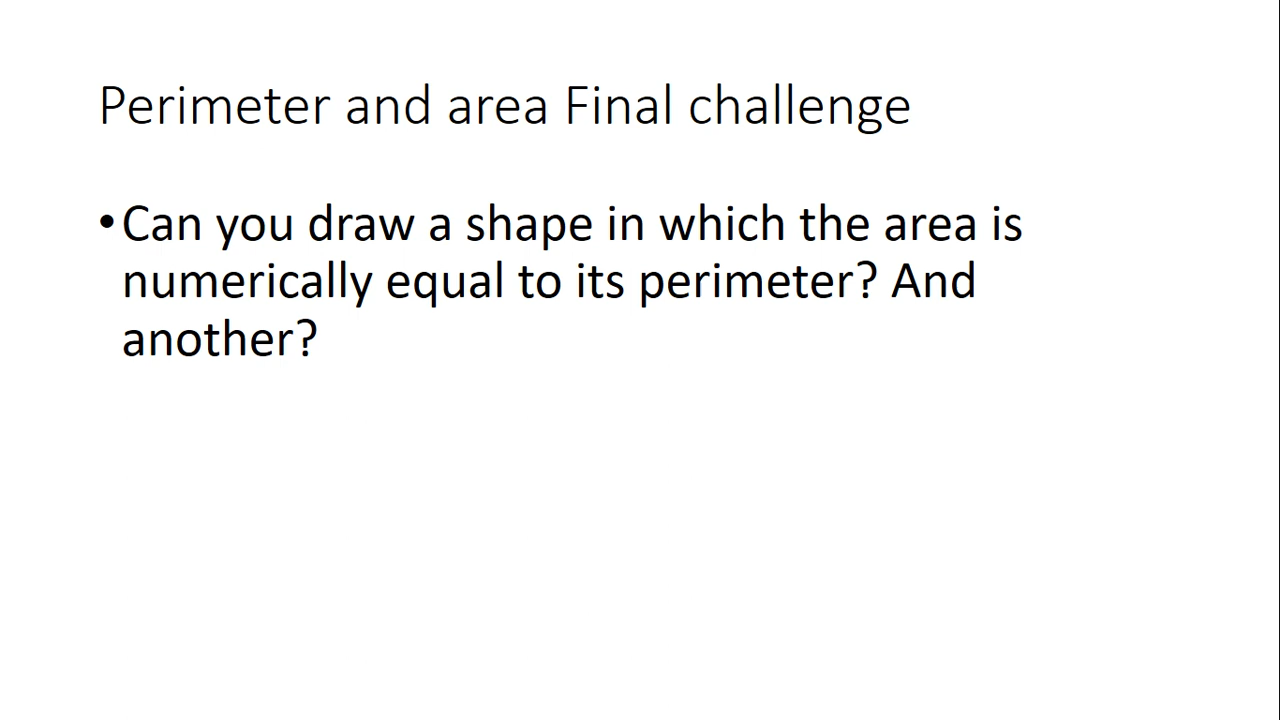 Perimeter and area Final challenge
•Can you draw a shape in which the area is
numerically equal to its perimeter? And
another?